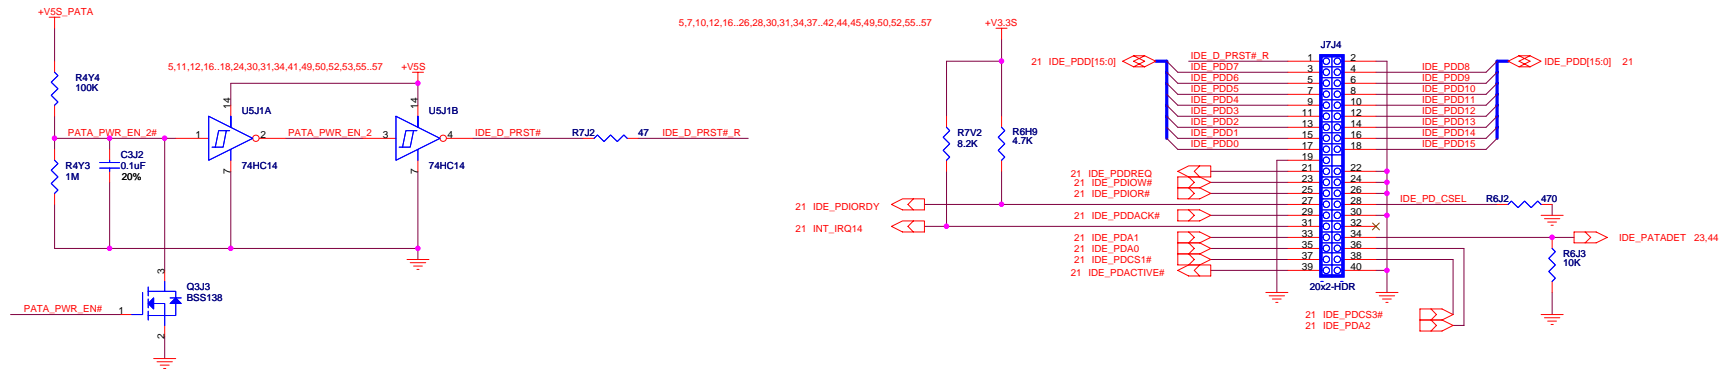 +V5S_PATA
5,7,10,12,16..26,28,30,31,34,37..42,44,45,49,50,52,55..57
+V3.3S
5,11,12,16..18,24,30,31,34,41,49,50,52,53,55..57
+V5S
R4Y4
100K
14
U5J1A
14
U5J1B
PATA_PWR_EN_2#
1
2
PATA_PWR_EN_2
3
4
IDE_D_PRST#
R7J2
47
IDE_D_PRST#_R
R4Y3
1M
C3J2
0.1uF
20%
7
74HC14
7
74HC14
3
Q3J3
BSS138
PATA_PWR_EN#
1
2
R7V2
8.2K
R6H9
4.7K
J7J4
21 IDE_PDD[15:0]
IDE_D_PRST#_R
1
2
IDE_PDD[15:0] 21
IDE_PDD7
3
4
IDE_PDD8
IDE_PDD6
5
6
IDE_PDD9
IDE_PDD5
7
8
IDE_PDD10
IDE_PDD4
9
10
IDE_PDD11
IDE_PDD3
11
12
IDE_PDD12
IDE_PDD2
13
14
IDE_PDD13
IDE_PDD1
15
16
IDE_PDD14
IDE_PDD0
17
18
IDE_PDD15
19
21 IDE_PDDREQ
21
22
21 IDE_PDIOW#
23
24
21 IDE_PDIOR#
25
26
21 IDE_PDIORDY
27
28
IDE_PD_CSEL
R6J2
470
21 IDE_PDDACK#
29
30
21 INT_IRQ14
31
32
21 IDE_PDA1
33
34
IDE_PATADET 23,44
21 IDE_PDA0
35
36
21 IDE_PDCS1#
37
38
R6J3
10K
21 IDE_PDACTIVE#
39
40
20x2-HDR
21 IDE_PDCS3#
21 IDE_PDA2